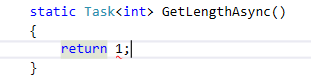 static Task<int> GetLengthAsync()
{
return 1;
}